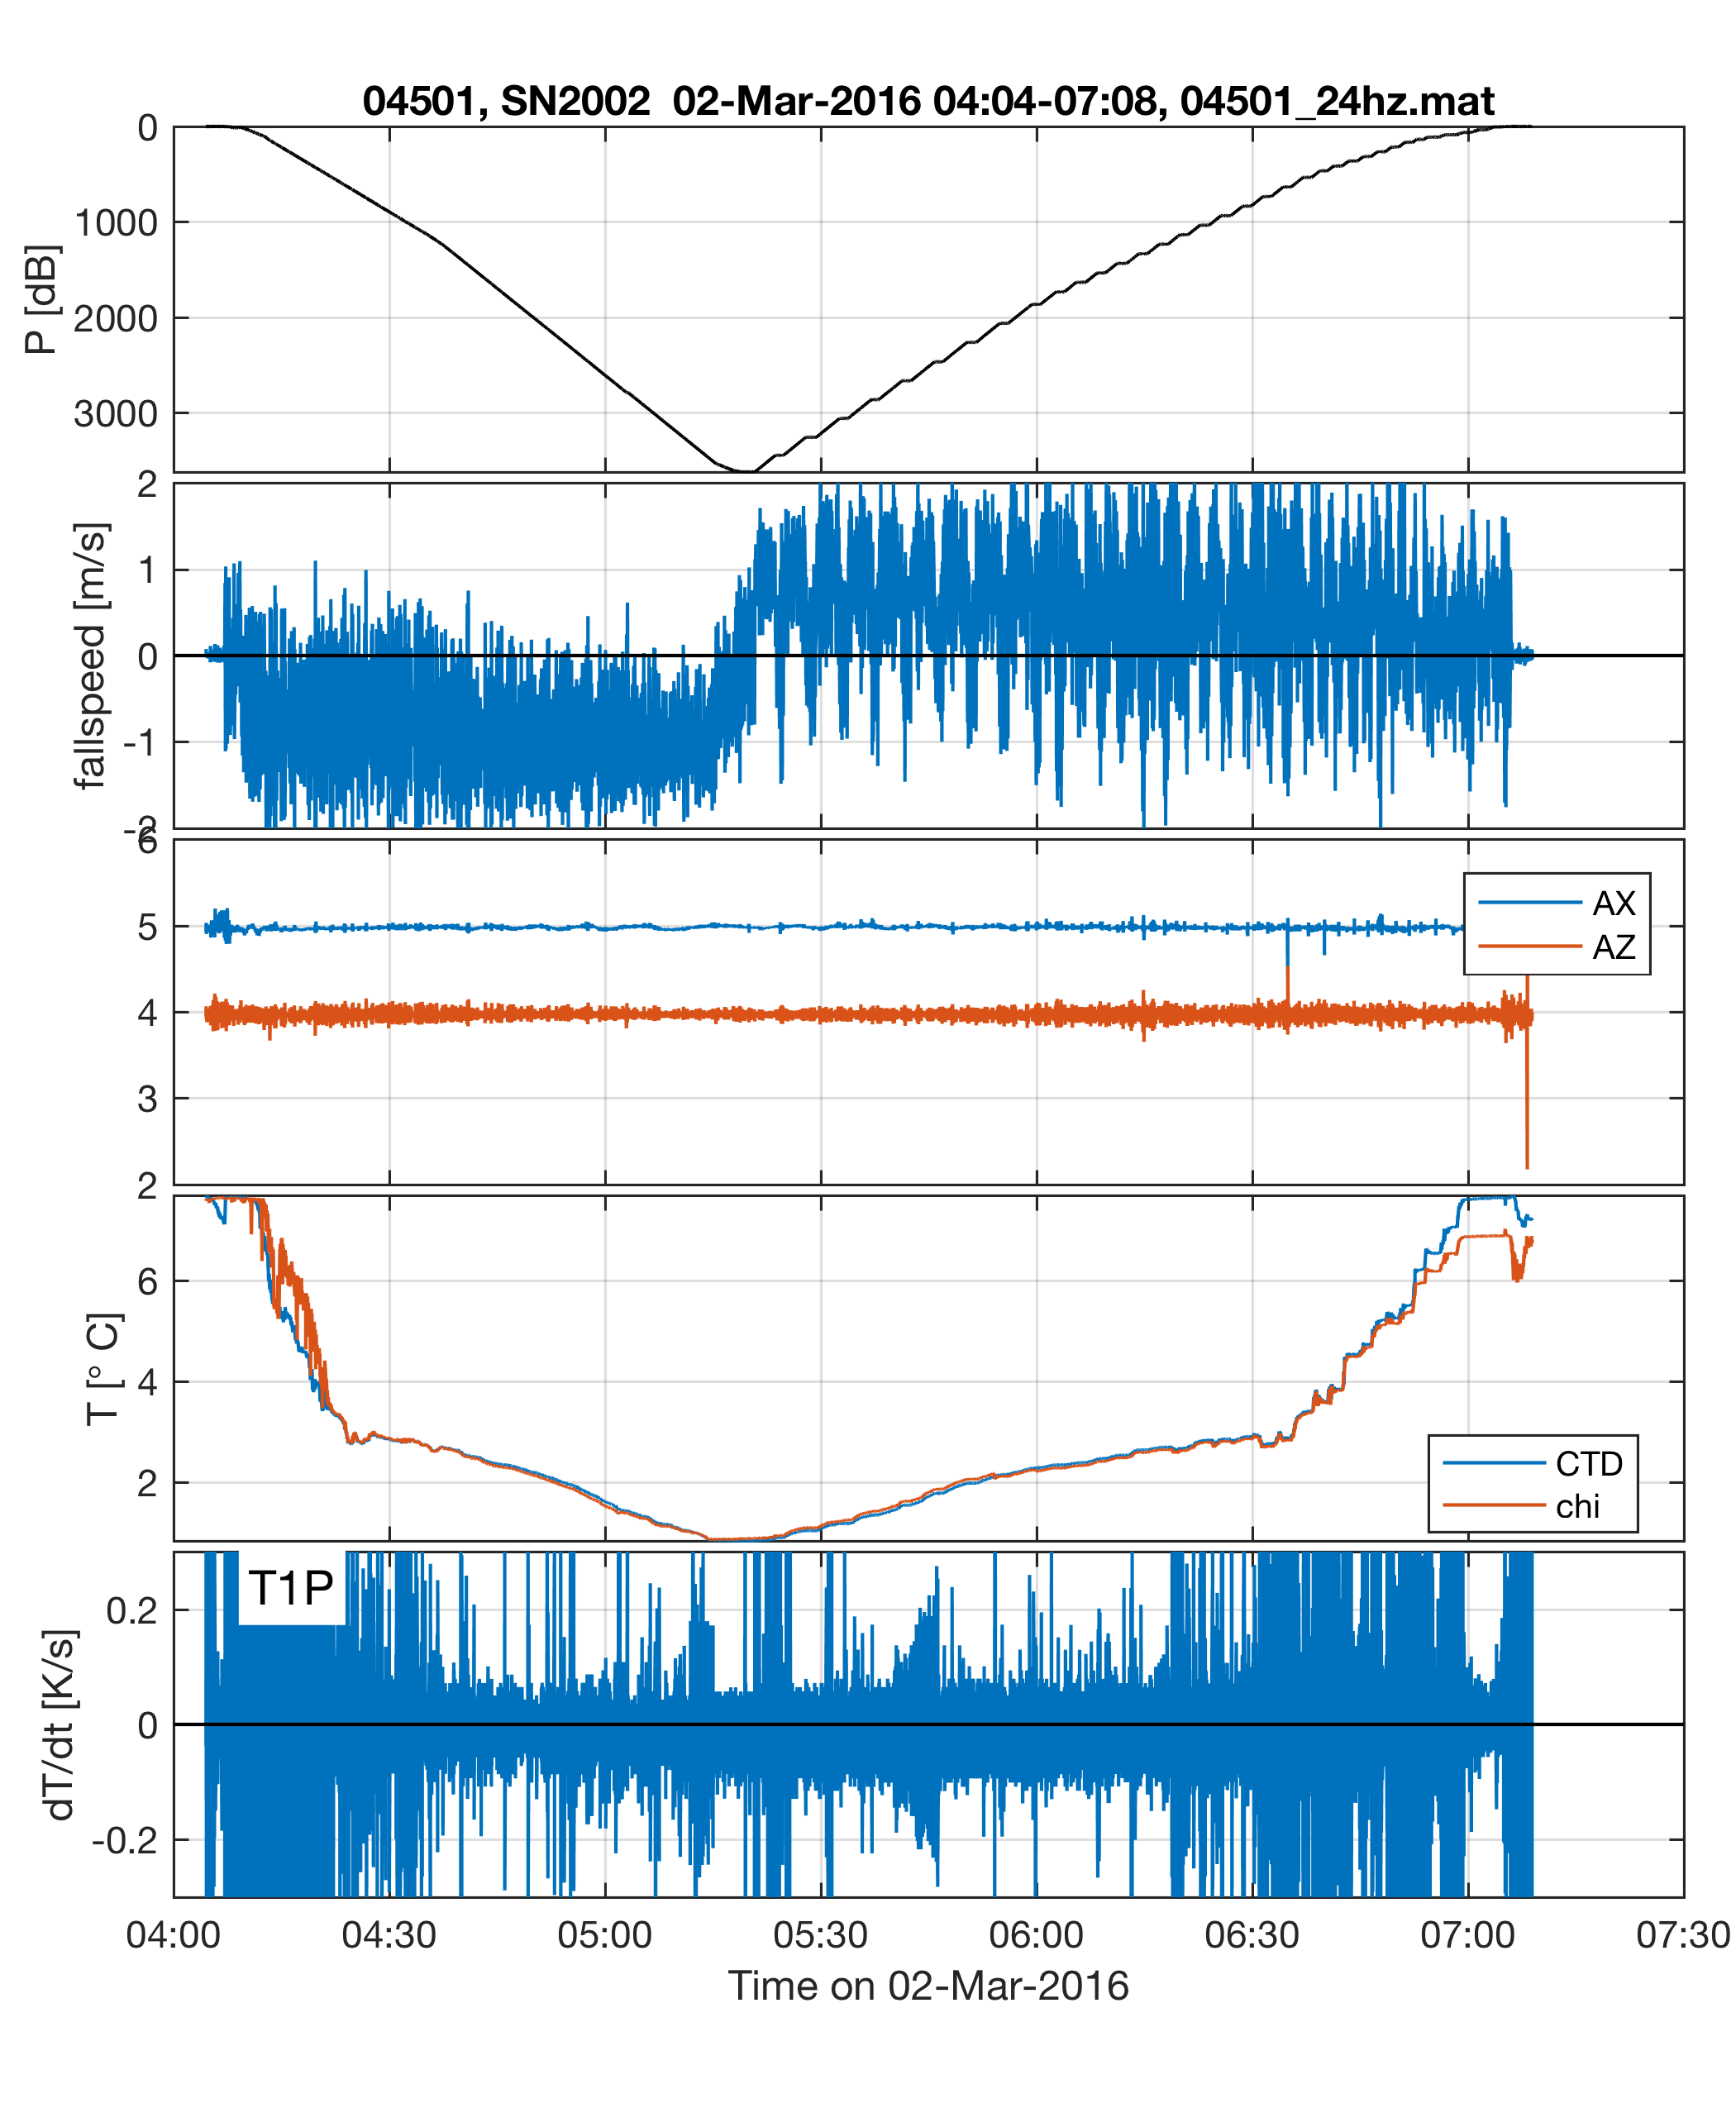 04501, SN2002  02-Mar-2016 04:04-07:08, 04501_24hz.mat
0
1000
2000
3000
P [dB]
2
1
0
-1
-2
fallspeed [m/s]
6
5
4
3
2
AX
AZ
2
6
4
T [° C]
CTD
chi
T1P
0.2
0
-0.2
dT/dt [K/s]
04:00
04:30
05:00
05:30
06:00
06:30
07:00
07:30
Time on 02-Mar-2016